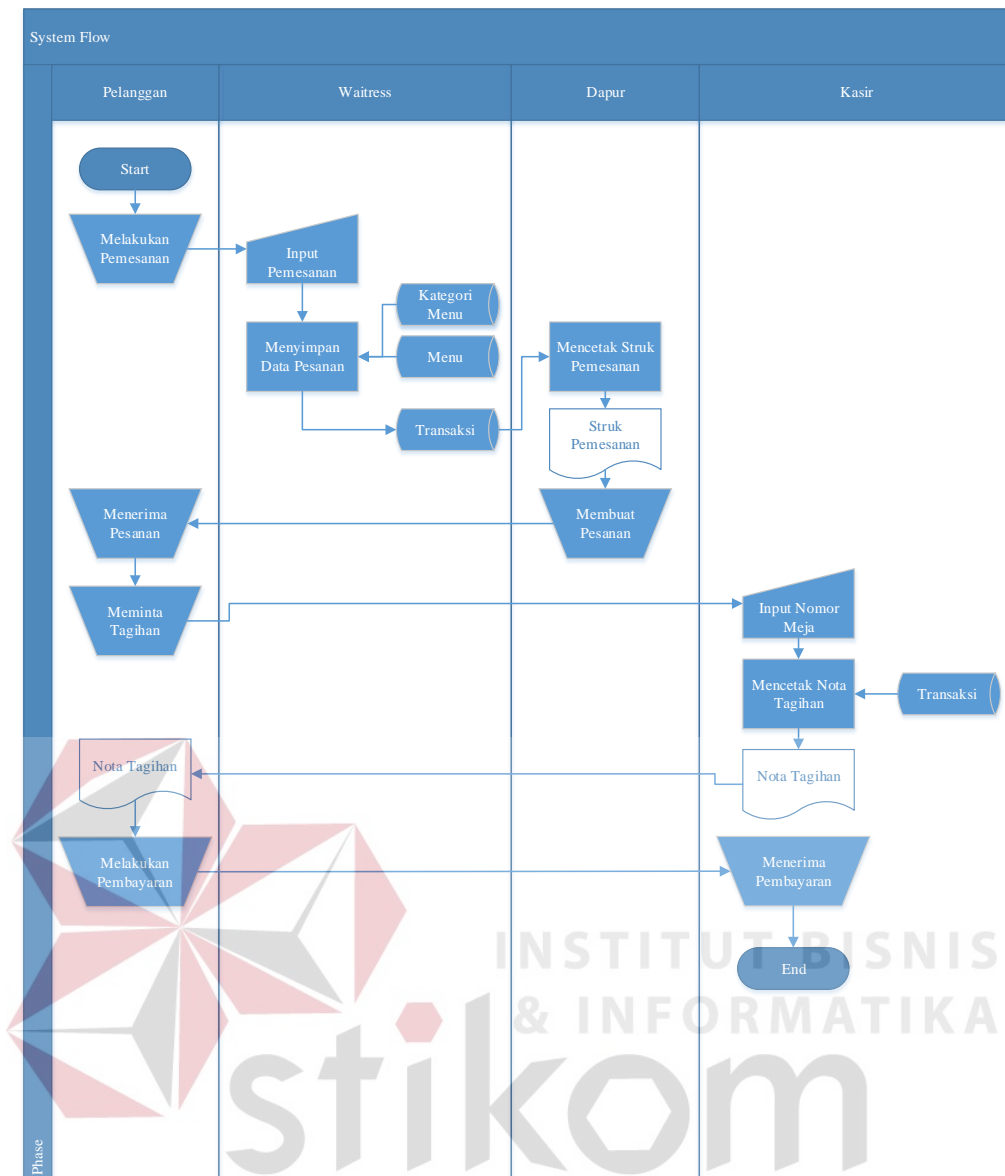 System Flow
Pelanggan
Waitress
Dapur
Kasir
Start
Melakukan
Pemesanan
Input
Pemesanan
Kategori
Menu
Menyimpan
Data Pesanan
Menu
Mencetak Struk
Pemesanan
Transaksi
Struk
Pemesanan
Menerima
Pesanan
Membuat
Pesanan
Meminta
Tagihan
Input Nomor
Meja
Mencetak Nota
Tagihan
Transaksi
Nota Tagihan
Nota Tagihan
Melakukan
Pembayaran
Menerima
Pembayaran
End
INSTITUT BISNIS
& INFORMATIKA
stikom
Phase